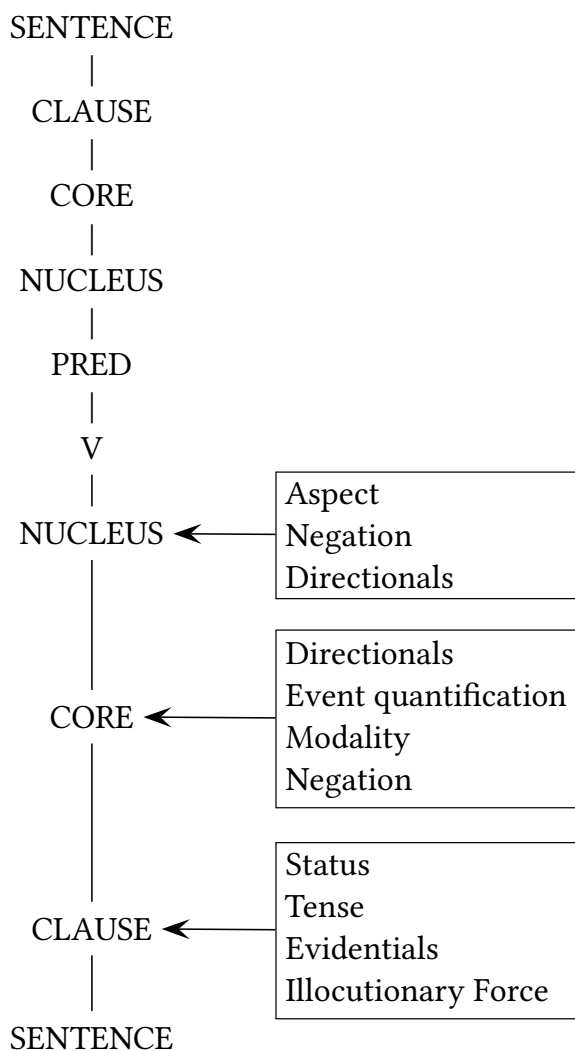 SENTENCE
CLAUSE
CORE
NUCLEUS
PRED
V
NUCLEUS
Aspect
Negation
Directionals
CORE
Directionals
Event quantification
Modality
Negation
CLAUSE
Status
Tense
Evidentials
Illocutionary Force
SENTENCE